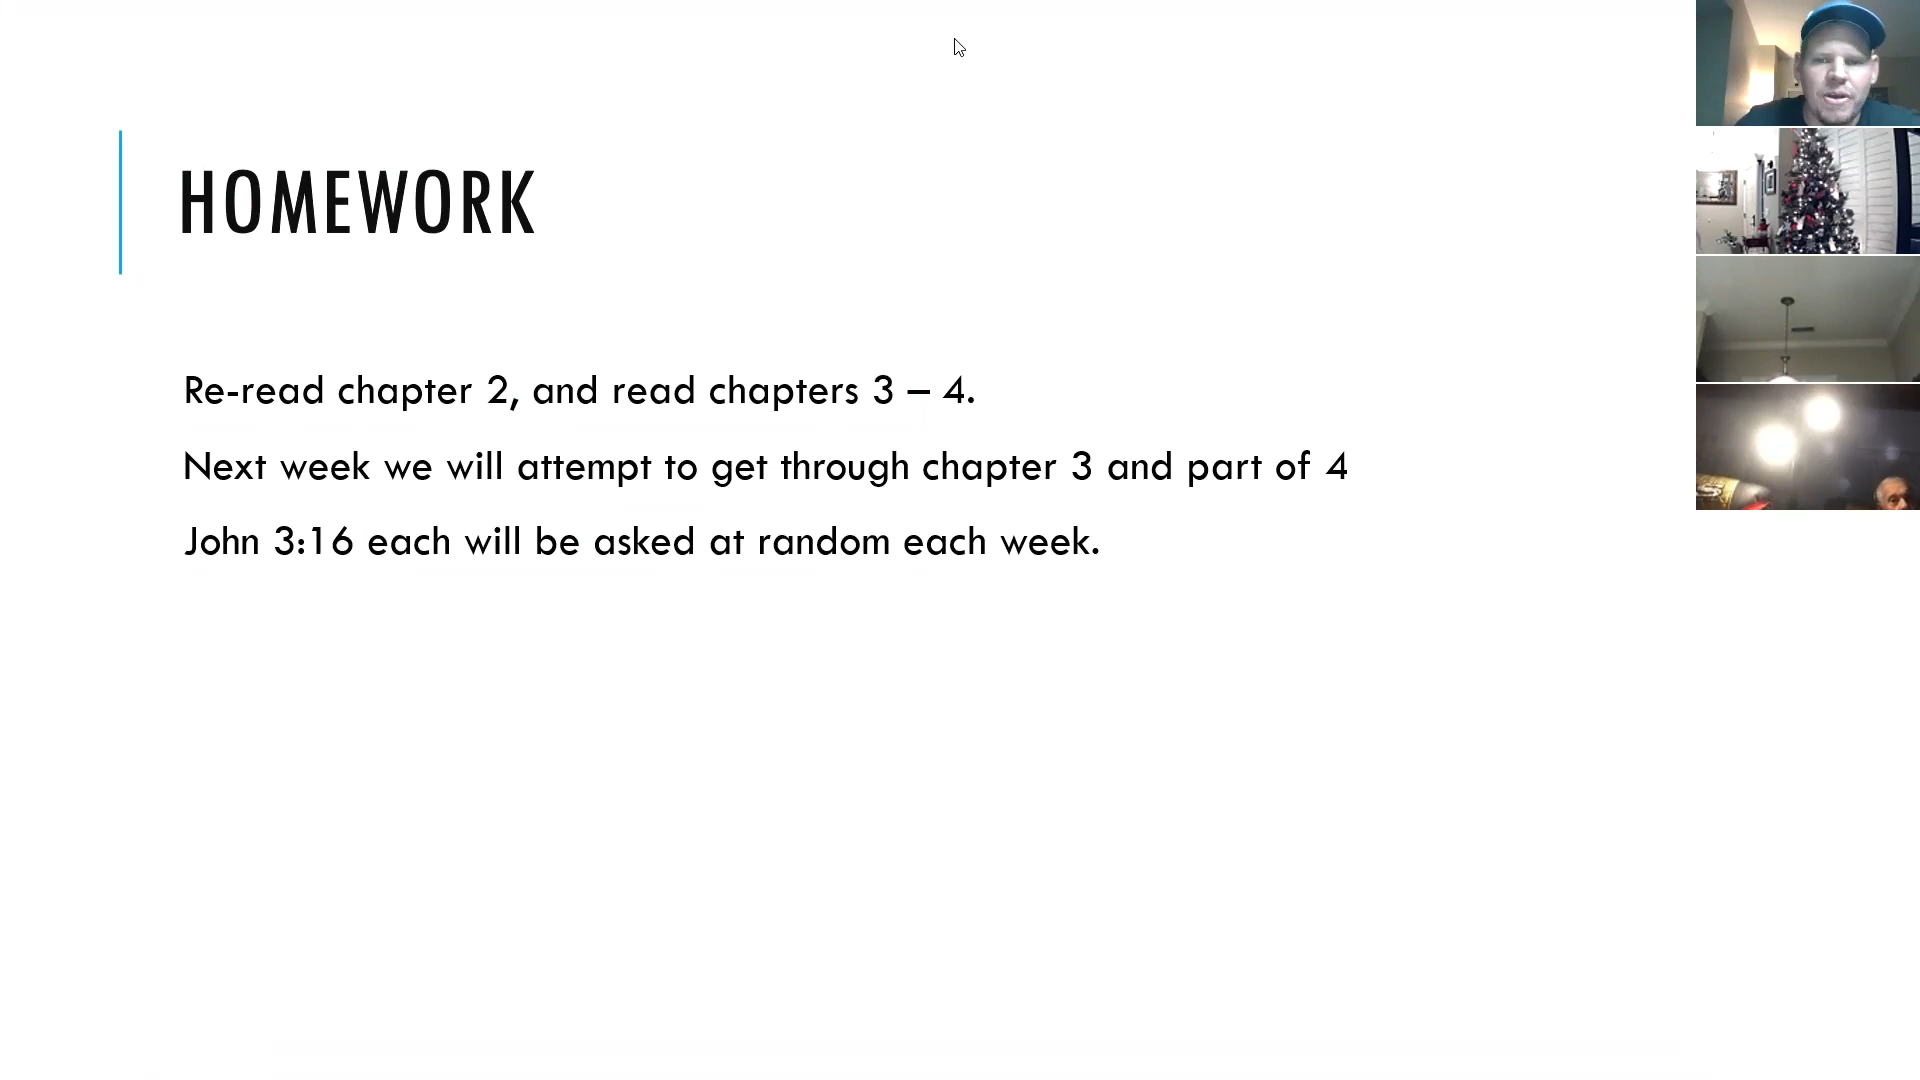 HOMEWORK
Re-read chapter 2, and read chapters 3 – 4.
Next week we will attempt to get through chapter 3 and part of 4
John 3:16 each will be asked at random each week.